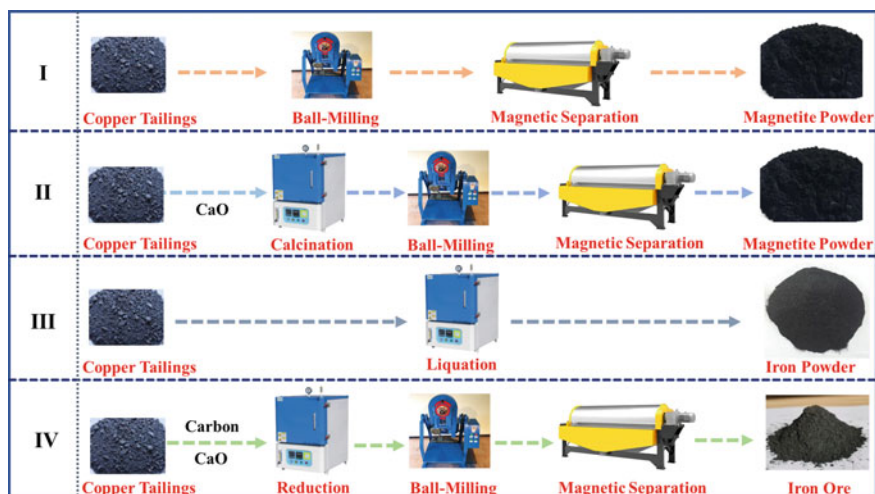 I
Copper Tailings
Ball-Milling
Magnetic Separation
Magnetite Powder
II
CaO
Copper Tailings
Calcination
Ball-Milling
Magnetic Separation
Magnetite Powder
III
Copper Tailings
Liquation
Iron Powder
IV
Carbon
CaO
Copper Tailings
Reduction
Ball-Milling
Magnetic Separation
Iron Ore